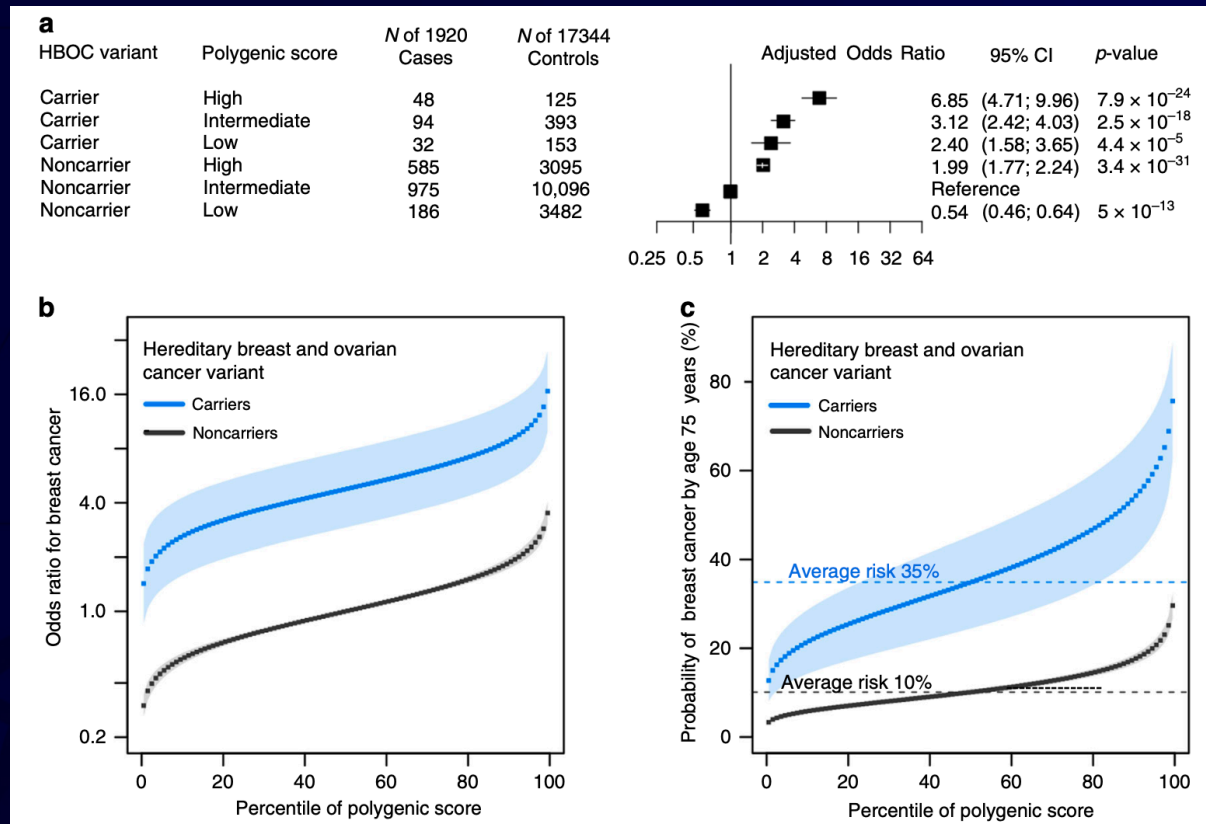 a
HBOC variant Polygenic score N of 1920 Cases N of 17344 Controls Adjusted Odds Ratio 95% CI p-value
Carrier High 48 125 6.85 (4.71; 9.96) 7.9 × 10⁻²⁴
Carrier Intermediate 94 393 3.12 (2.42; 4.03) 2.5 × 10⁻¹⁸
Carrier Low 32 153 2.40 (1.58; 3.65) 4.4 × 10⁻⁵
Noncarrier High 585 3095 1.99 (1.77; 2.24) 3.4 × 10⁻³¹
Noncarrier Intermediate 975 10,096 Reference
Noncarrier Low 186 3482 0.54 (0.46; 0.64) 5 × 10⁻¹³
0.25 0.5 1 2 4 8 16 32 64
b
Hereditary breast and ovarian
cancer variant
Carriers
Noncarriers
Odds ratio for breast cancer
16.0
4.0
1.0
0.2
0 20 40 60 80 100
Percentile of polygenic score
c
Hereditary breast and ovarian
cancer variant
Carriers
Noncarriers
Probability of breast cancer by age 75 years (%)
80
60
40
Average risk 35%
20
Average risk 10%
0
0 20 40 60 80 100
Percentile of polygenic score